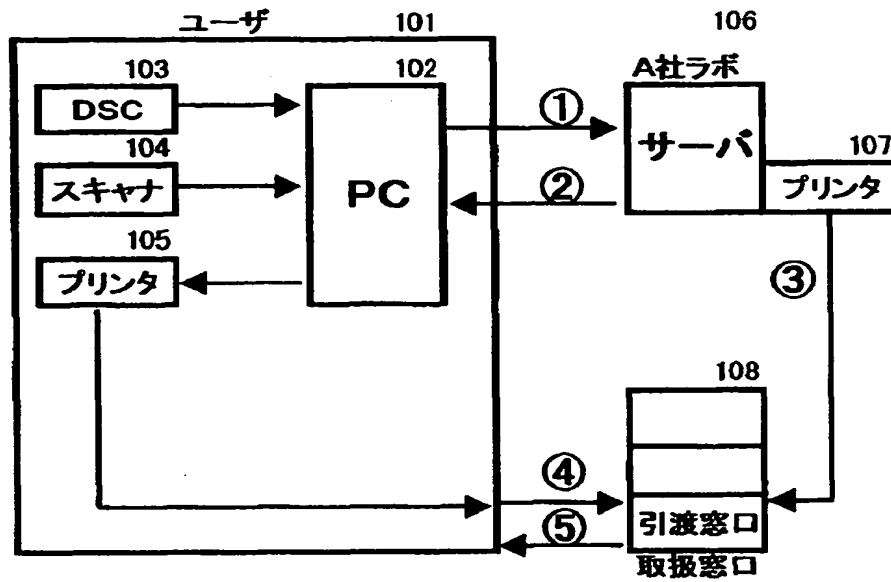 ユーザ 101
106
103
102
A社ラボ
DSC
①
サーバ
104
107
スキャナ
PC
②
プリンタ
105
プリンタ
③
108
④
引渡窓口
⑤
取扱窓口